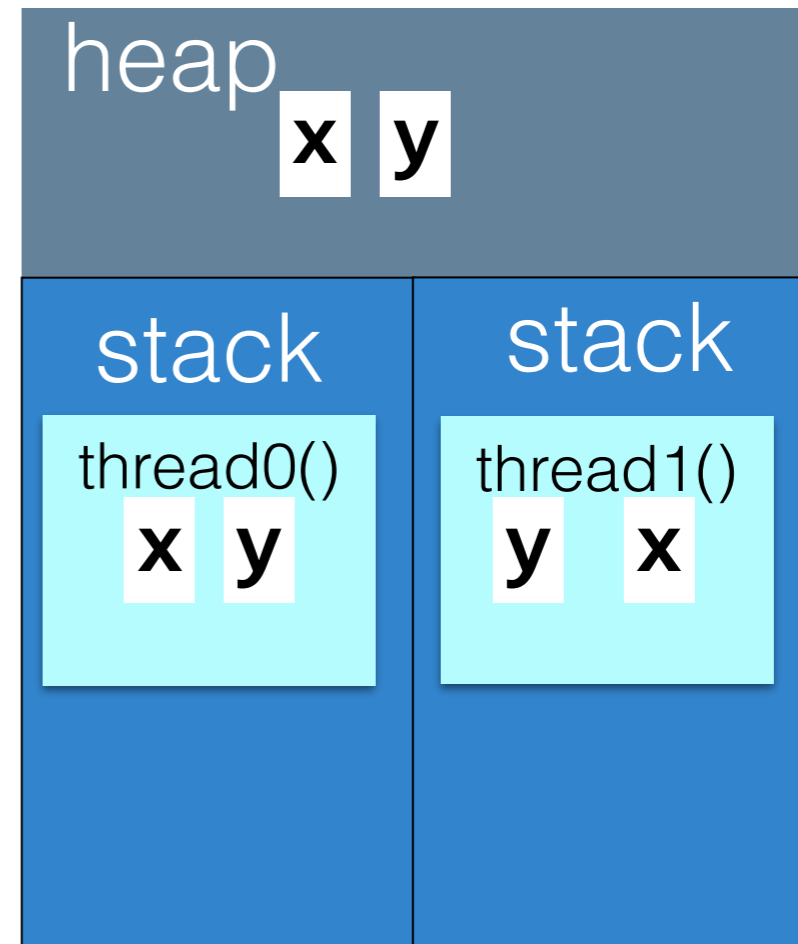 heap
x y
stack
stack
thread0()
x y
thread1()
y x